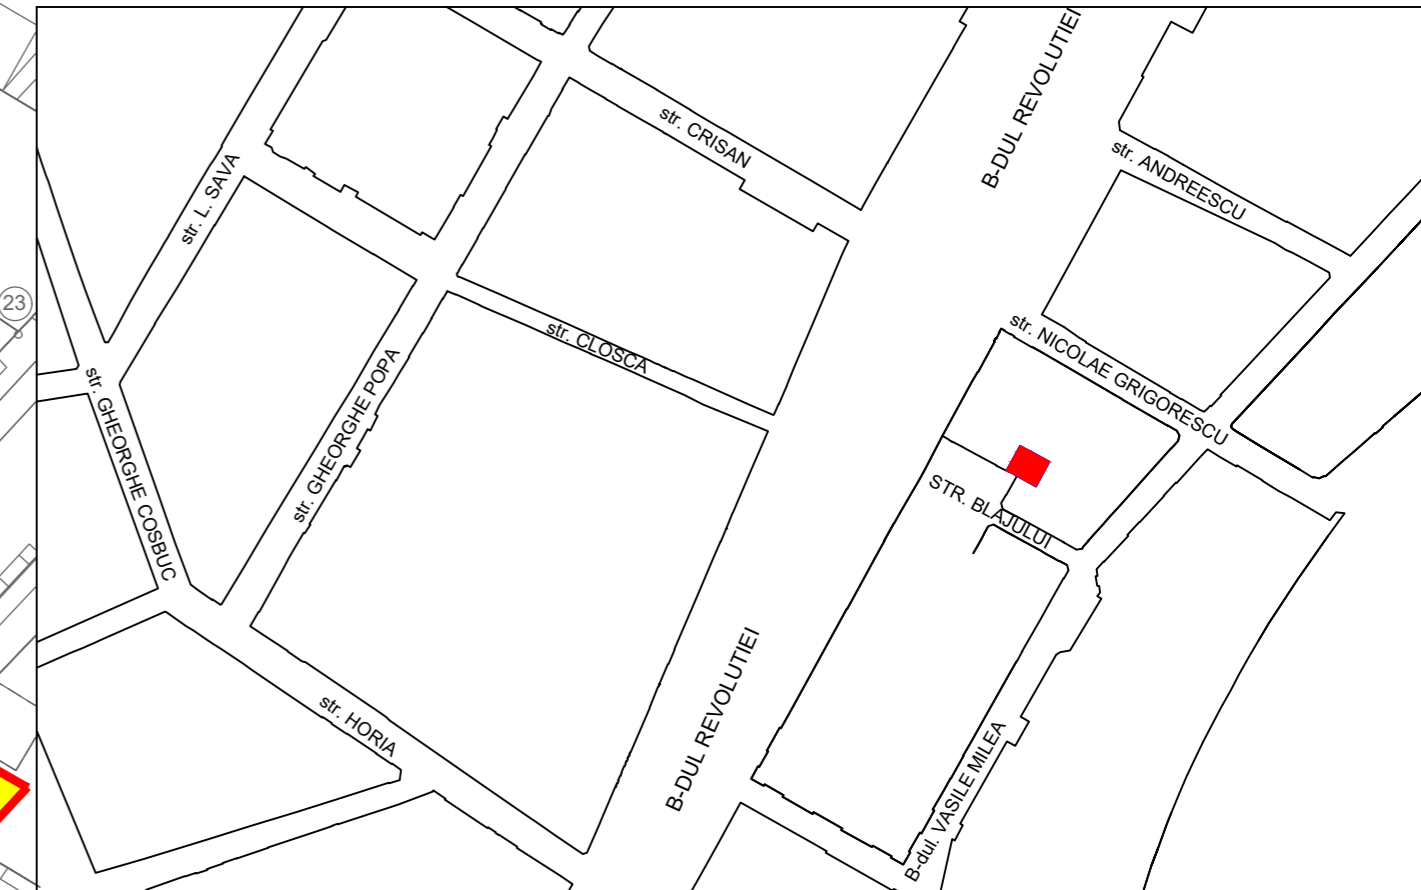 B-DUL REVOLUTIEI
str. CRISAN
str. ANDREESCU
str. L. SAVA
23
str. NICOLAE GRIGORESCU
str. CLOSCA
str. GHEORGHE POPA
str. GHEORGHE COSBUC
STR. BLAJULUI
B-DUL REVOLUTIEI
str. HORIA
B-dul. VASILE MILEA